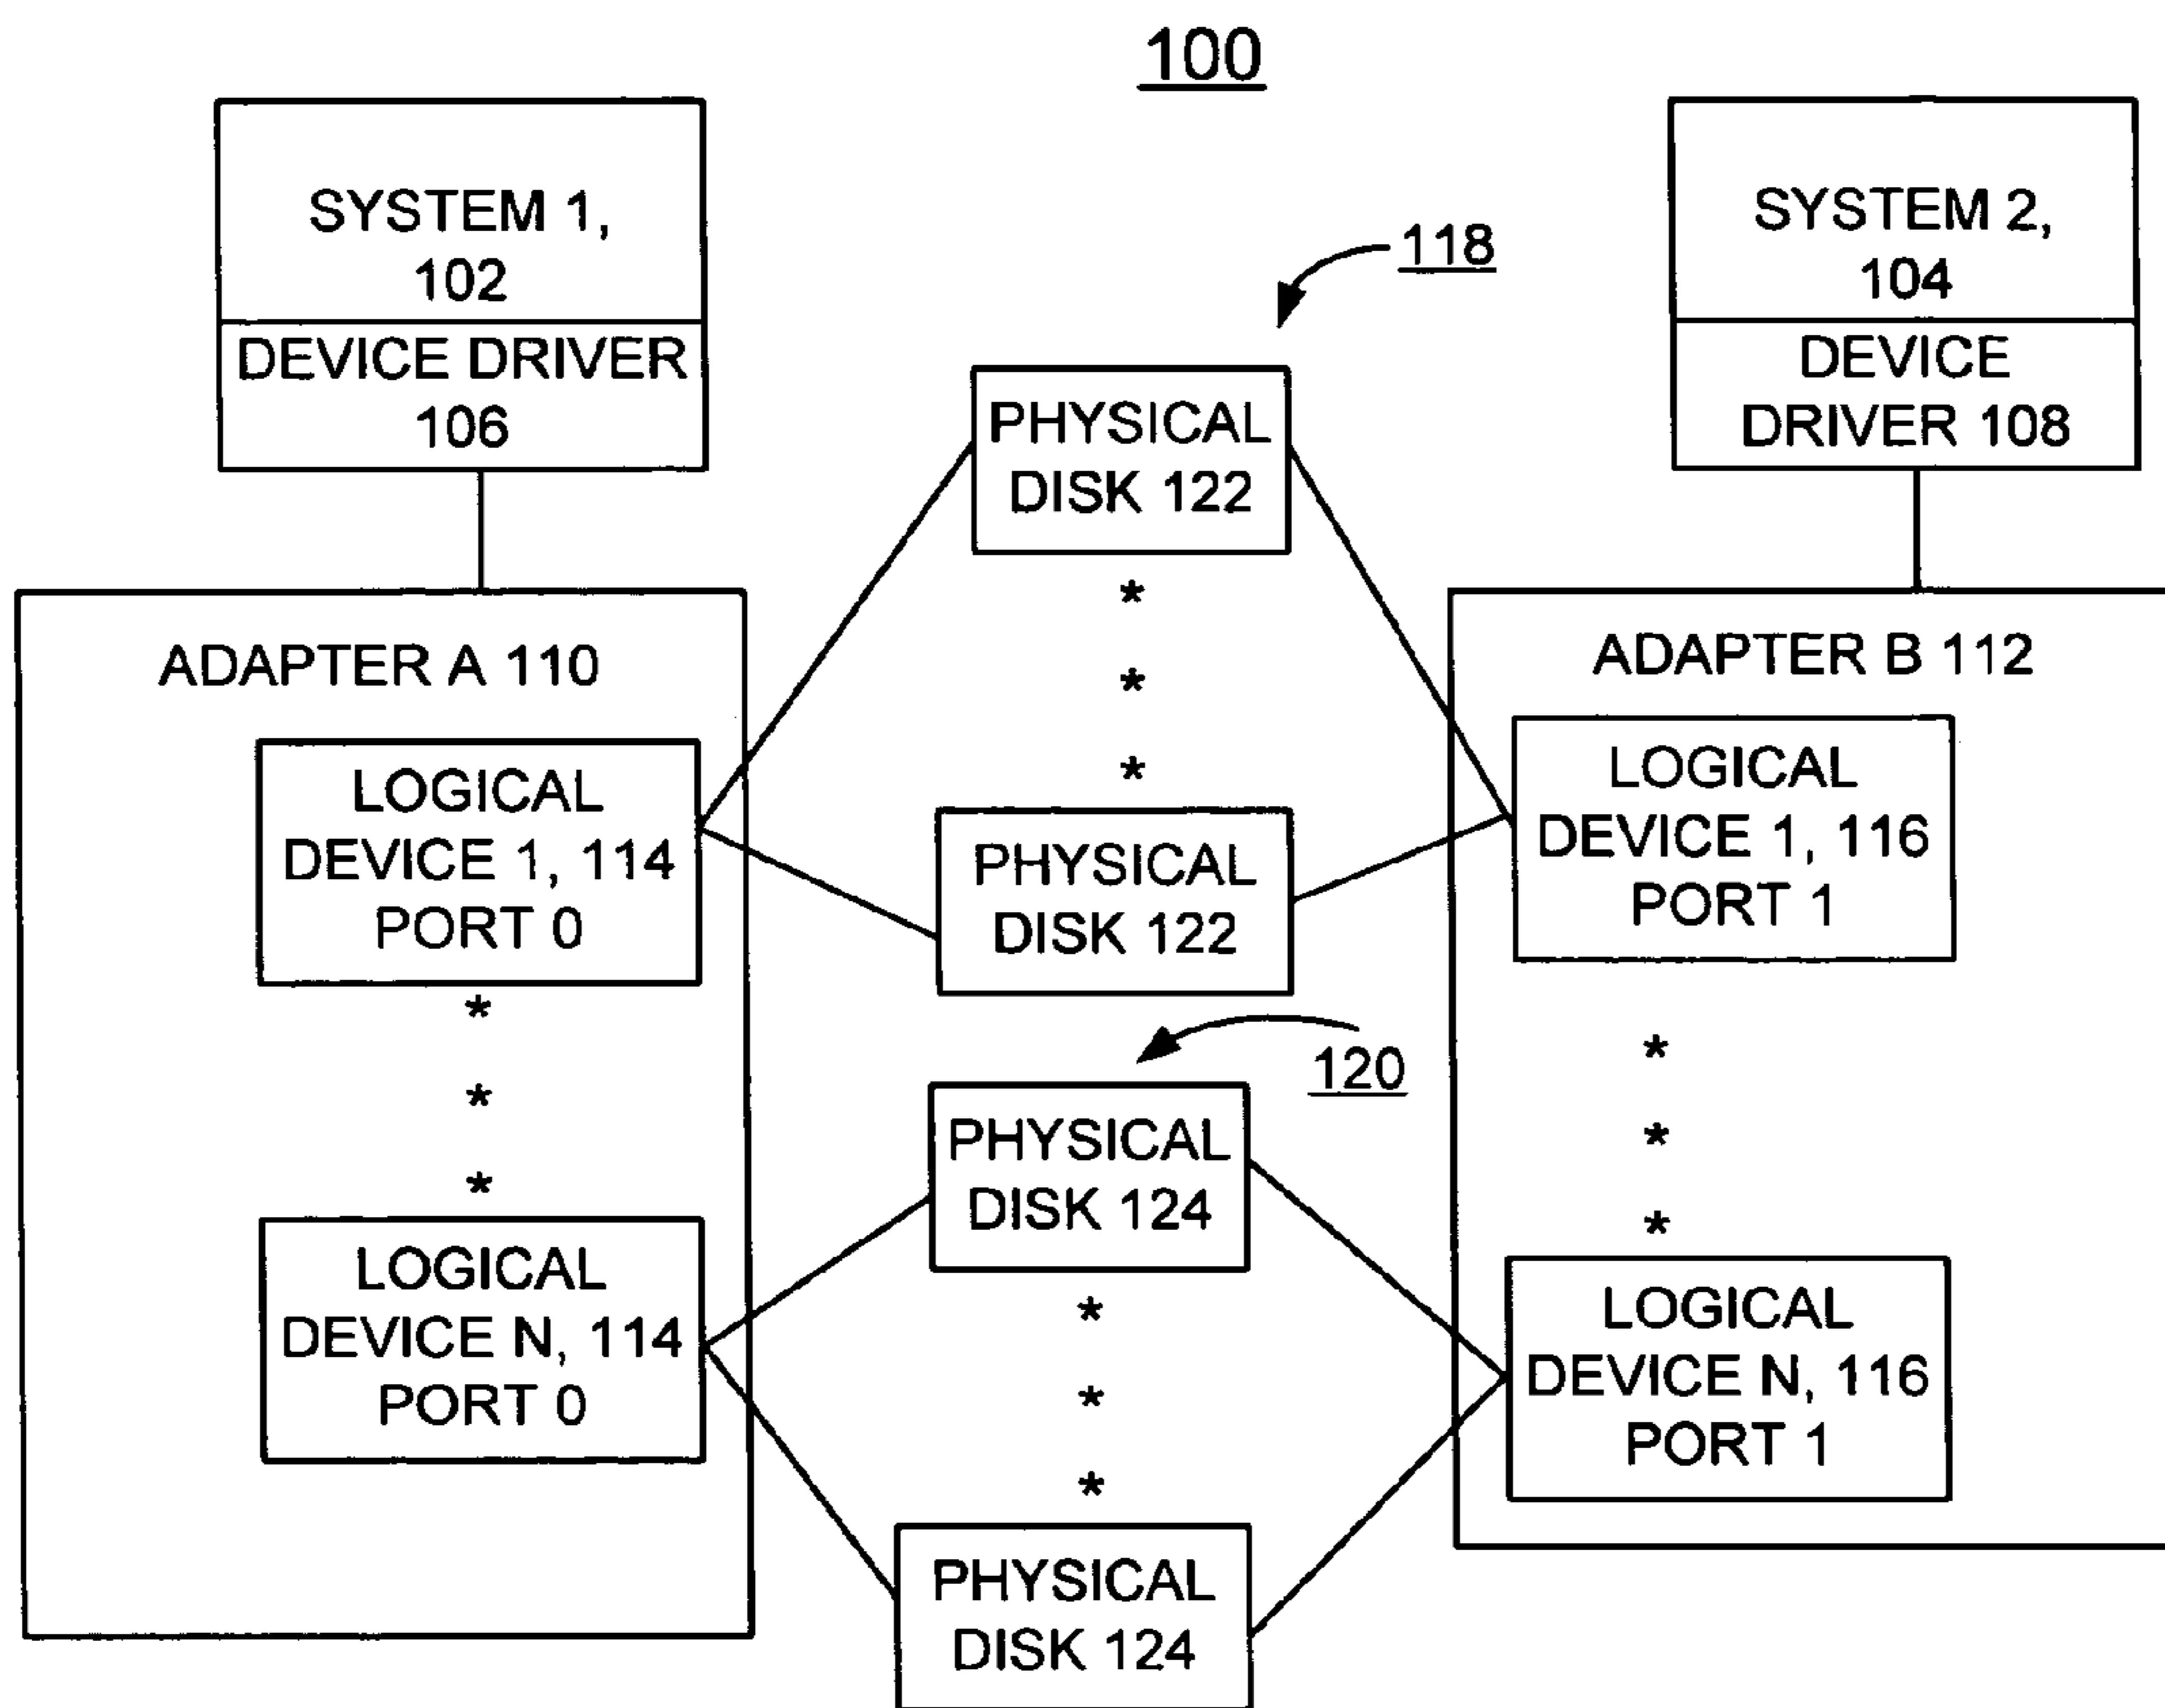 100
SYSTEM 1,
102
DEVICE DRIVER
106
SYSTEM 2,
104
DEVICE
DRIVER 108
118
PHYSICAL
DISK 122
*
*
*
PHYSICAL
DISK 122
ADAPTER A 110
LOGICAL
DEVICE 1, 114
PORT 0
*
*
*
LOGICAL
DEVICE N, 114
PORT 0
ADAPTER B 112
LOGICAL
DEVICE 1, 116
PORT 1
*
*
*
LOGICAL
DEVICE N, 116
PORT 1
120
PHYSICAL
DISK 124
*
*
*
PHYSICAL
DISK 124